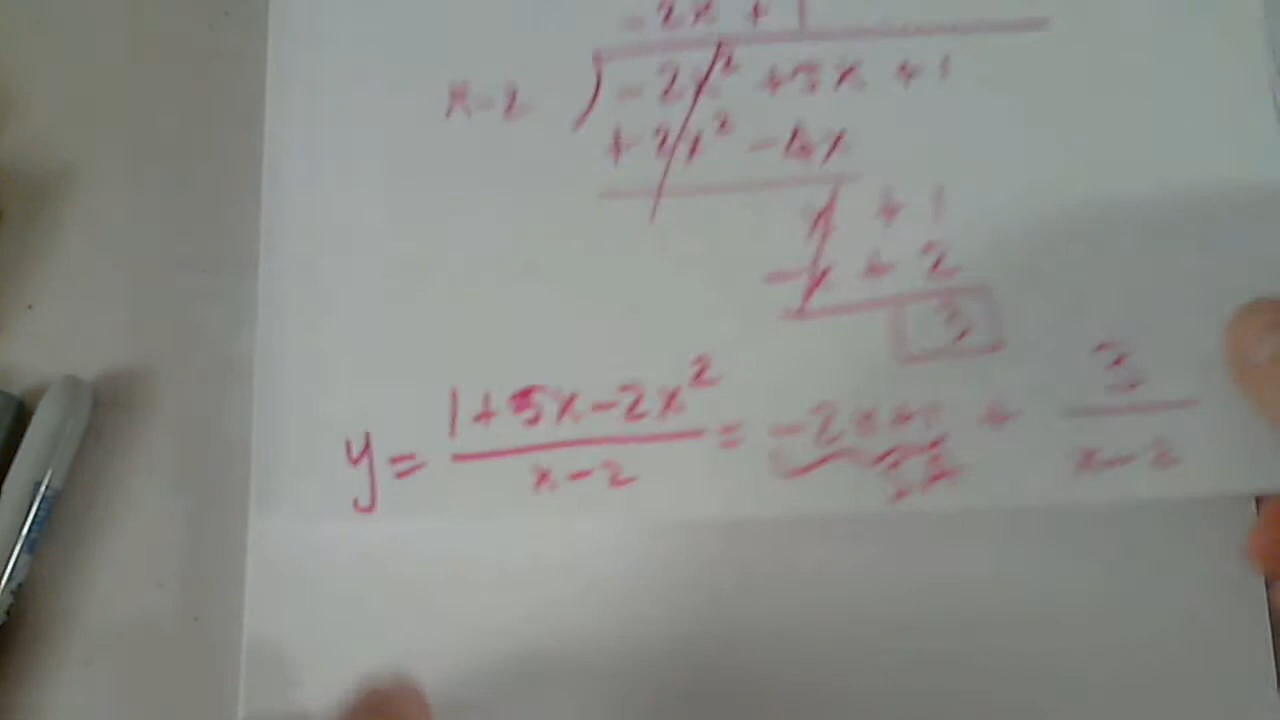 -2x + 1
x-2 ) -2x² +5x +1
+2x² -4x
x + 1
-x + 2
3
y = 1+5x-2x² / x-2 = -2x+1 + 3 / x-2